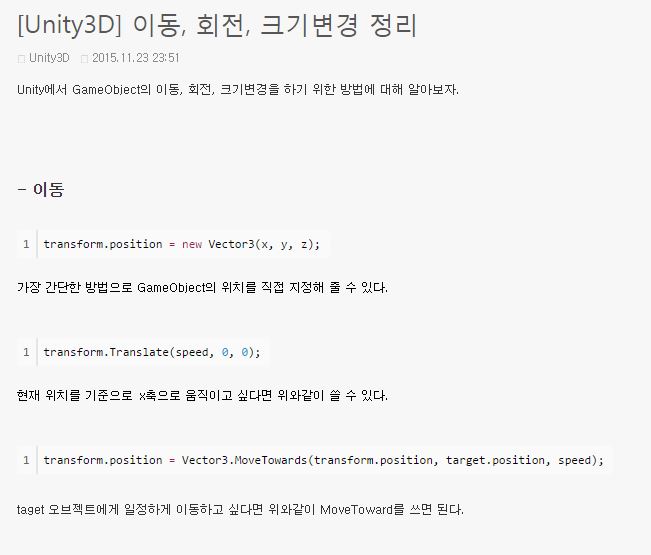 [Unity3D] 이동, 회전, 크기변경 정리
Unity3D 2015.11.23 23:51
Unity에서 GameObject의 이동, 회전, 크기변경을 하기 위한 방법에 대해 알아보자.
- 이동
1 transform.position = new Vector3(x, y, z);
가장 간단한 방법으로 GameObject의 위치를 직접 지정해 줄 수 있다.
1 transform.Translate(speed, 0, 0);
현재 위치를 기준으로 x축으로 움직이고 싶다면 위와같이 쓸 수 있다.
1 transform.position = Vector3.MoveTowards(transform.position, target.position, speed);
taget 오브젝트에게 일정하게 이동하고 싶다면 위와같이 MoveToward를 쓰면 된다.